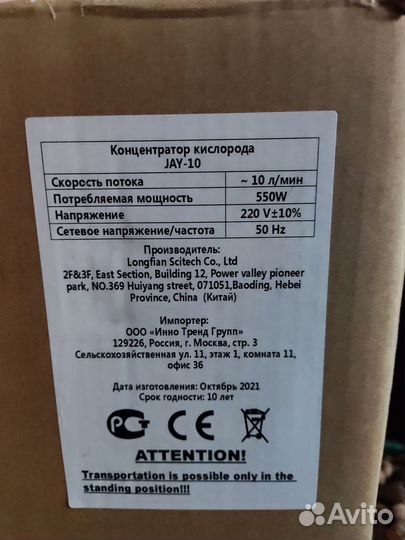 Концентратор кислорода
JAY-10
Скорость потока ~ 10 л/мин
Потребляемая мощность 550W
Напряжение 220 V±10%
Сетевое напряжение/частота 50 Hz
Производитель:
Longfian Scitech Co., Ltd
2F&3F, East Section, Building 12, Power valley pioneer
park, NO.369 Huiyang street, 071051,Baoding, Hebei
Province, China (Китай)
Импортер:
ООО «Инно Тренд Групп»
129226, Россия, г. Москва, стр. 3
Сельскохозяйственная ул. 11, этаж 1, комната 11,
офис 36
Дата изготовления: Октябрь 2021
Срок годности: 10 лет
РСТ CE
ATTENTION!
Transportation is possible only in the
standing position!!!
Avito